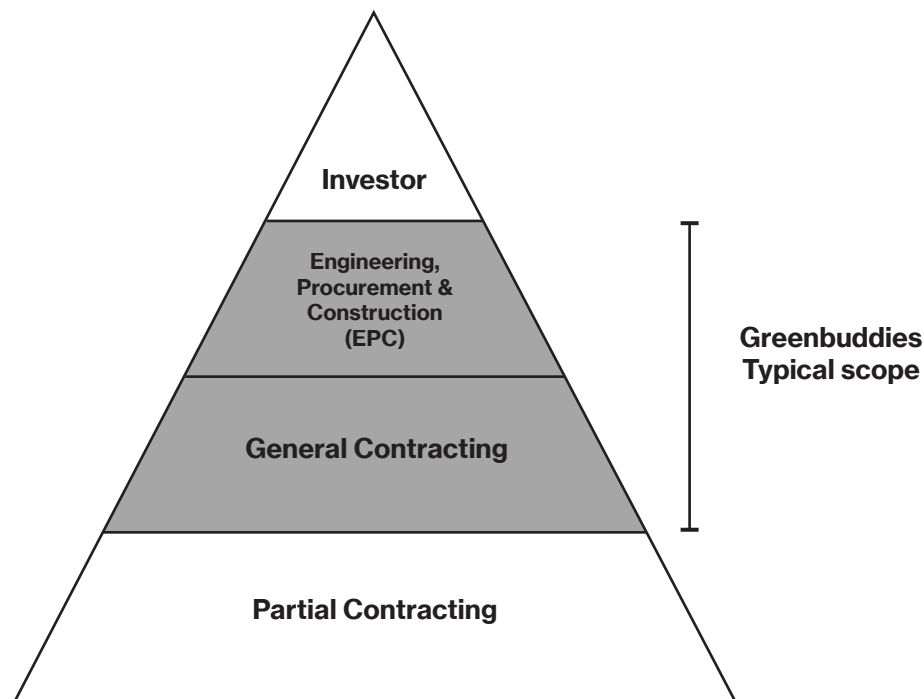 Investor
Engineering,
Procurement &
Construction
(EPC)
Greenbuddies
Typical scope
General Contracting
Partial Contracting